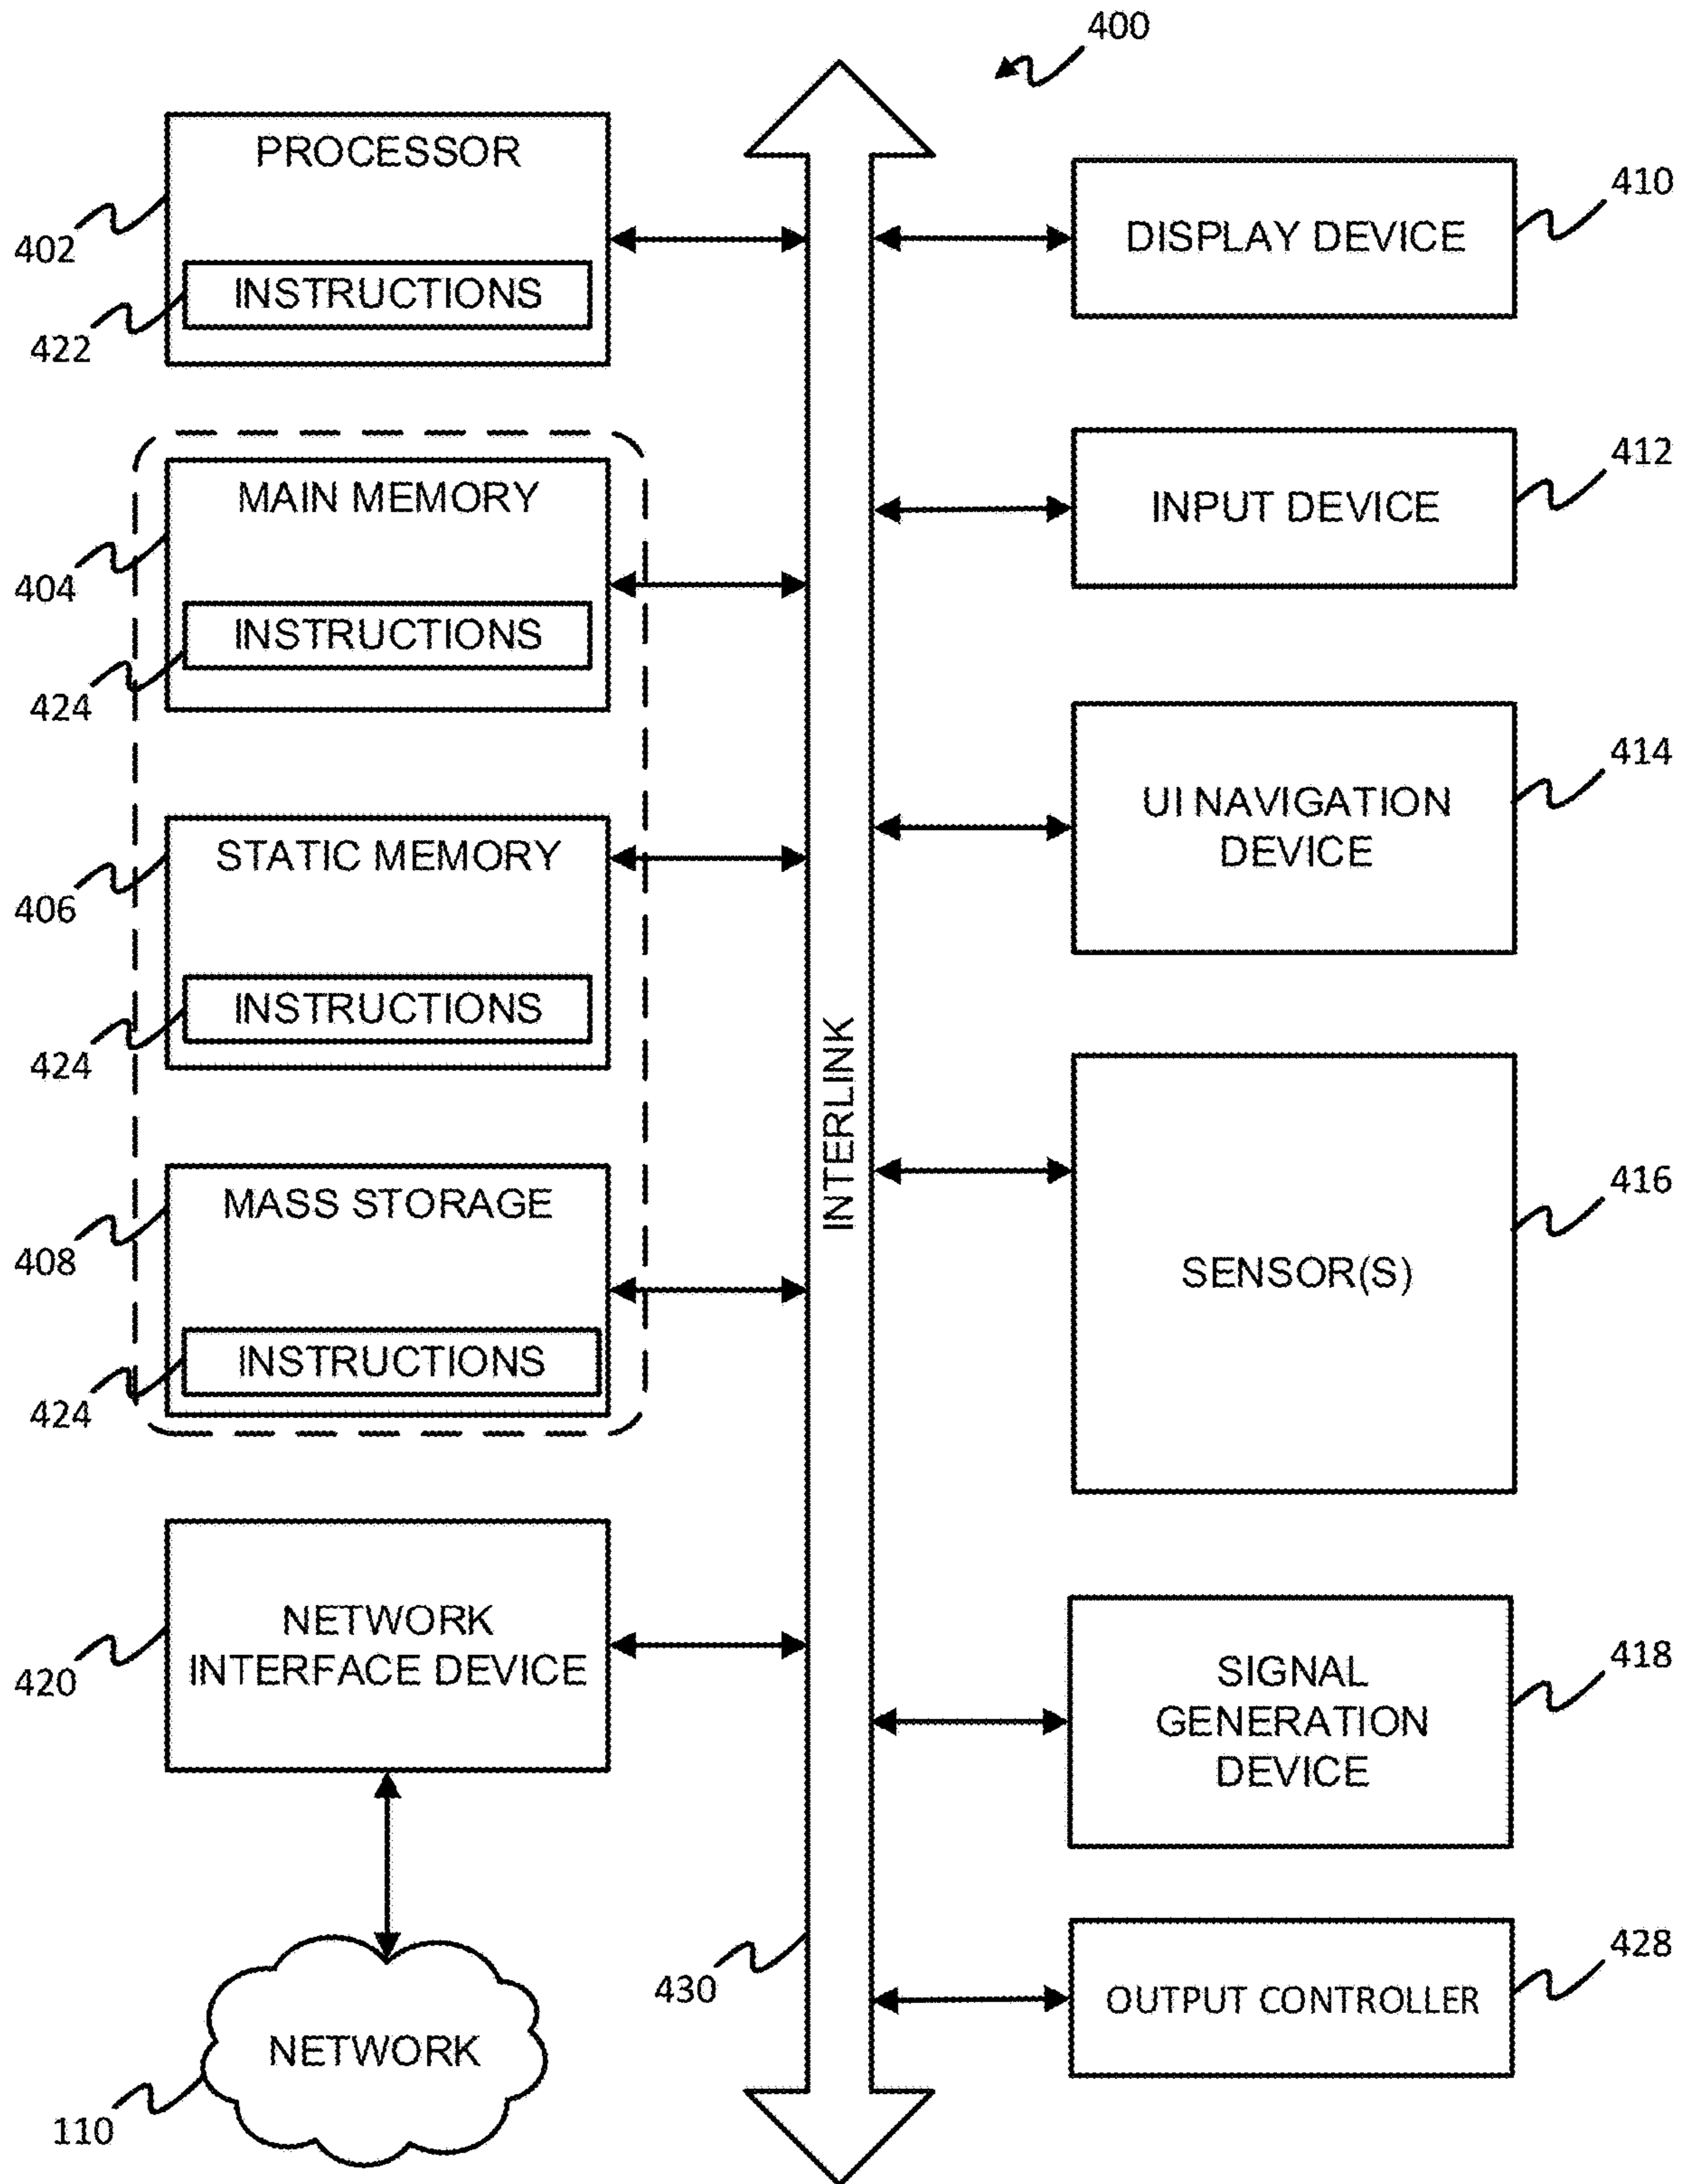 400
PROCESSOR
402
INSTRUCTIONS
422
MAIN MEMORY
404
INSTRUCTIONS
424
STATIC MEMORY
406
INSTRUCTIONS
424
MASS STORAGE
408
INSTRUCTIONS
424
NETWORK
INTERFACE DEVICE
420
NETWORK
110
INTERLINK
430
DISPLAY DEVICE
410
INPUT DEVICE
412
UI NAVIGATION
DEVICE
414
SENSOR(S)
416
SIGNAL
GENERATION
DEVICE
418
OUTPUT CONTROLLER
428